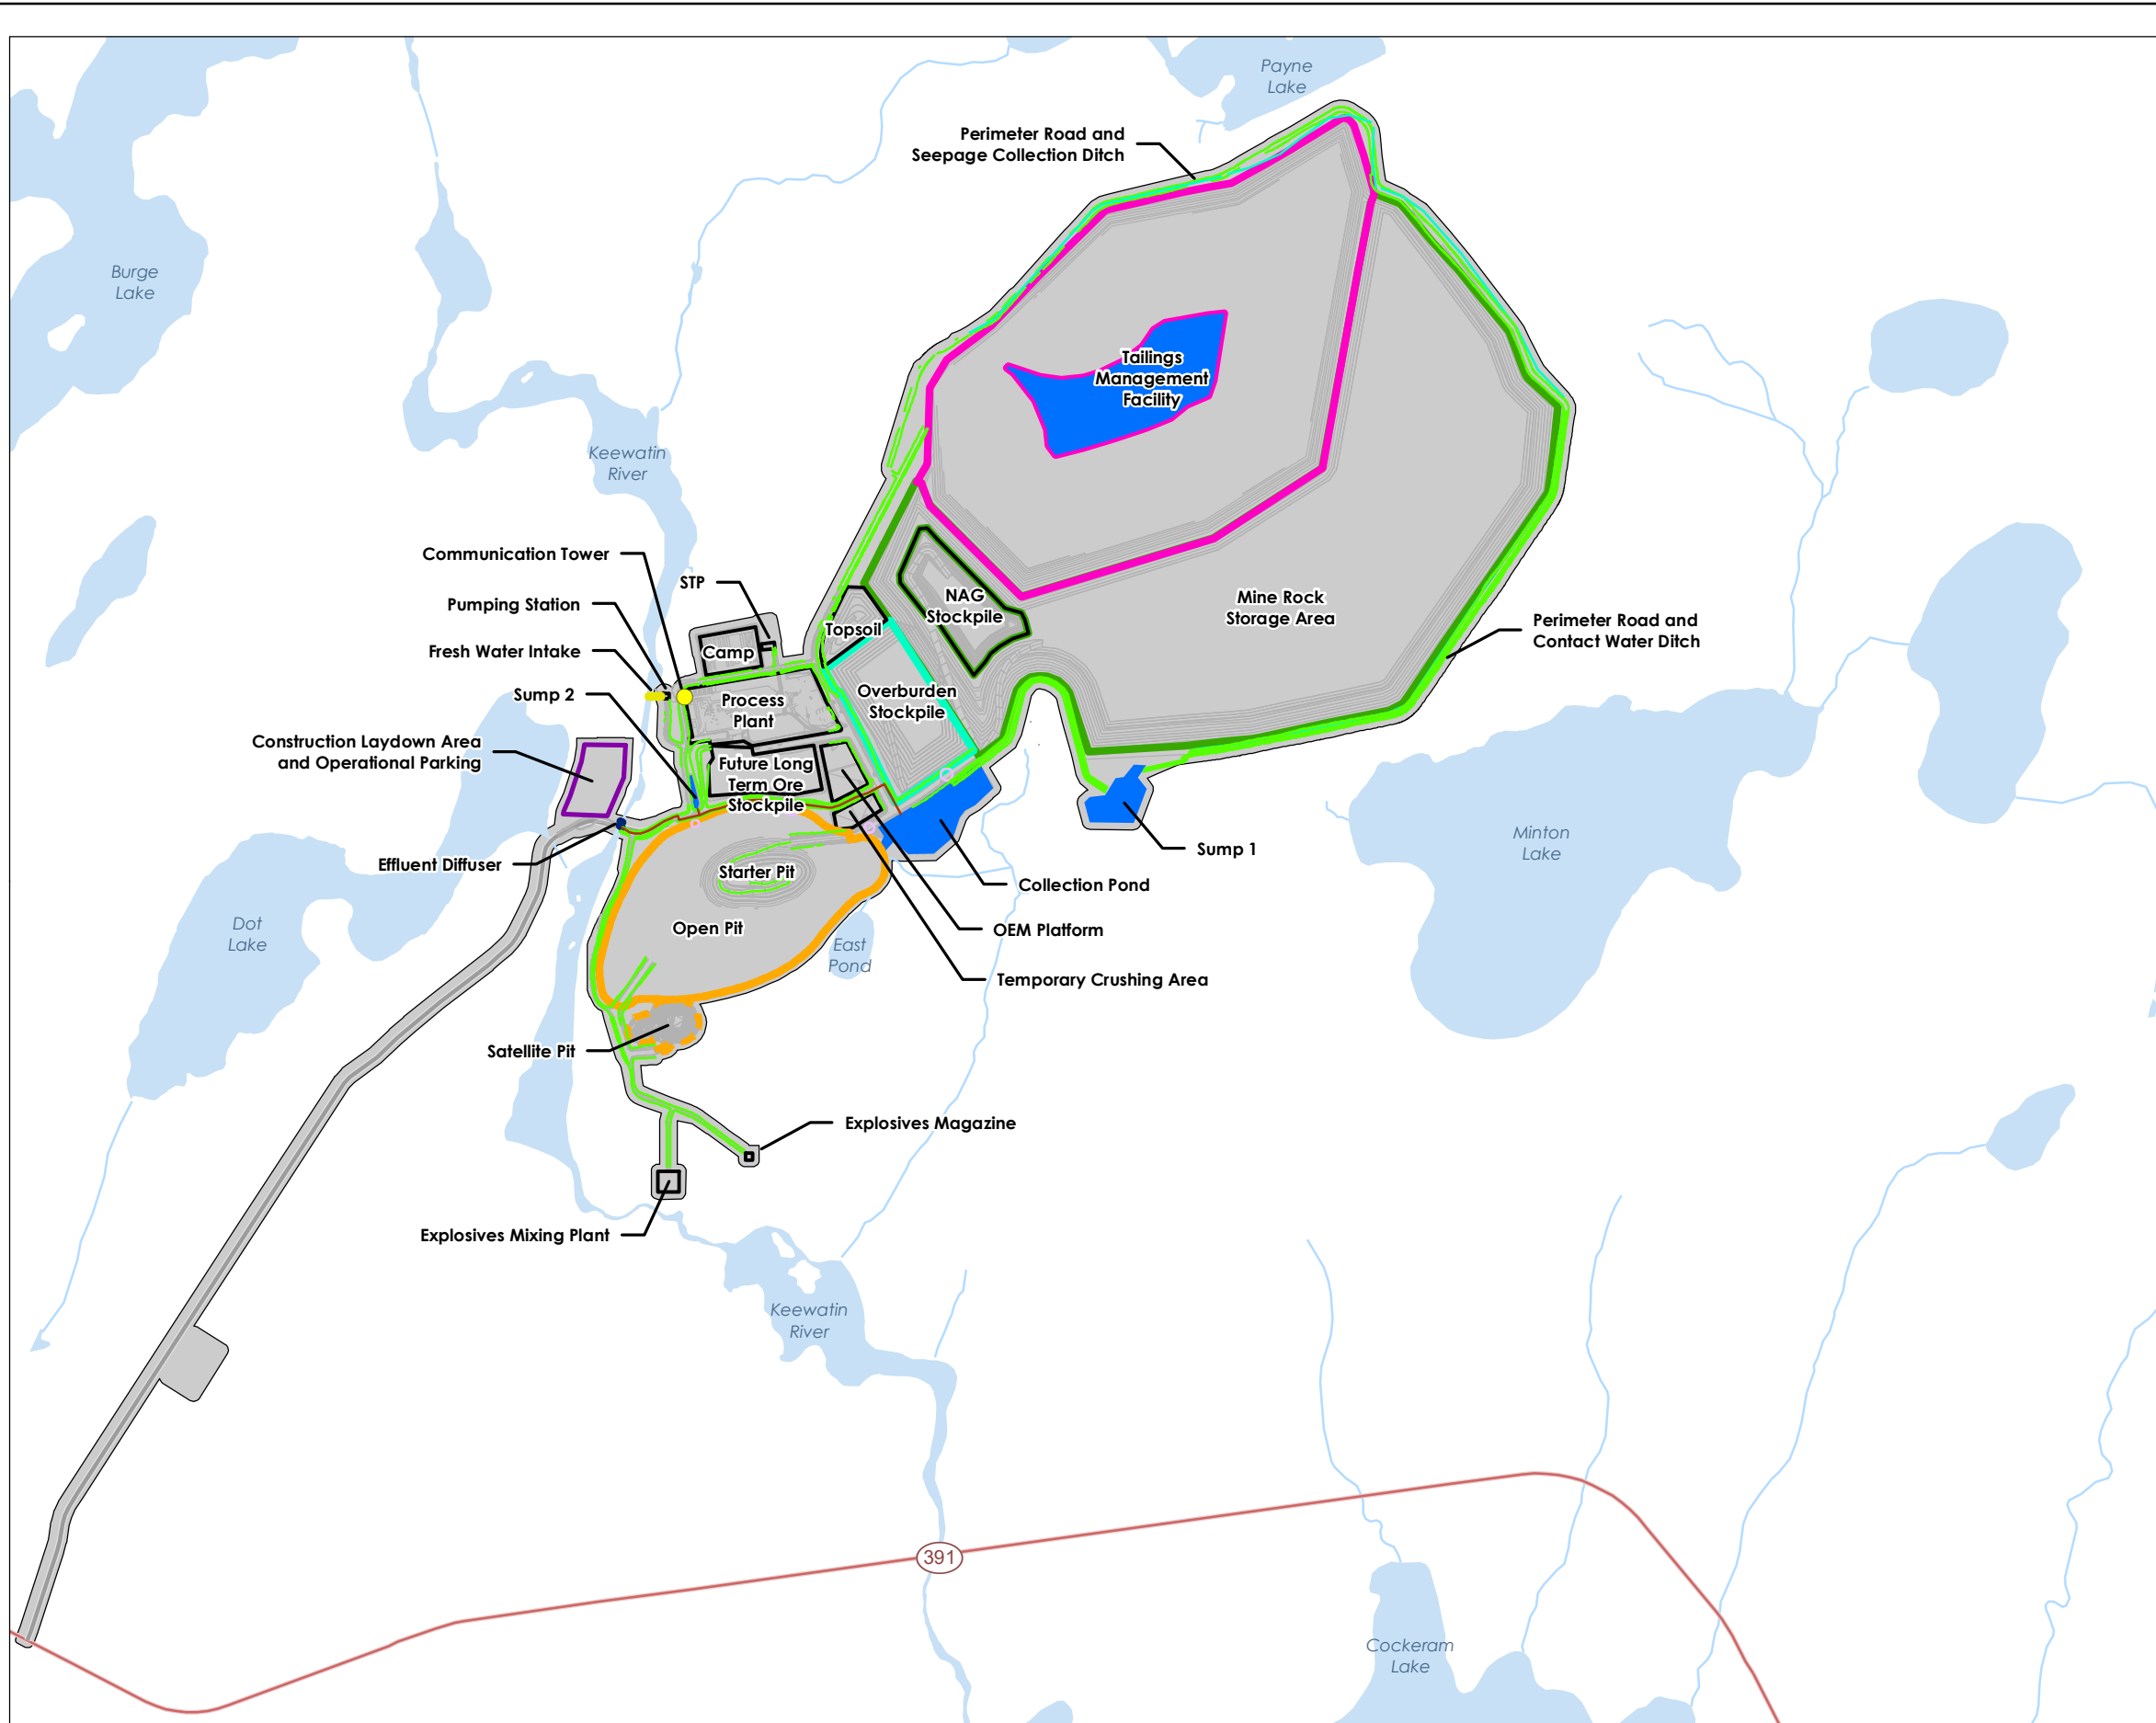 Payne
Lake
Perimeter Road and
Seepage Collection Ditch
Burge
Lake
Tailings
Management
Facility
Keewatin
River
Communication Tower
STP
Pumping Station
NAG
Stockpile
Mine Rock
Storage Area
Perimeter Road and
Contact Water Ditch
Topsoil
Fresh Water Intake
Camp
Sump 2
Process
Plant
Overburden
Stockpile
Construction Laydown Area
and Operational Parking
Future Long
Term Ore
Stockpile
Minton
Lake
Sump 1
Effluent Diffuser
Starter Pit
Collection Pond
Dot
Lake
Open Pit
OEM Platform
East
Pond
Temporary Crushing Area
Satellite Pit
Explosives Magazine
Explosives Mixing Plant
Keewatin
River
391
Cockeram
Lake